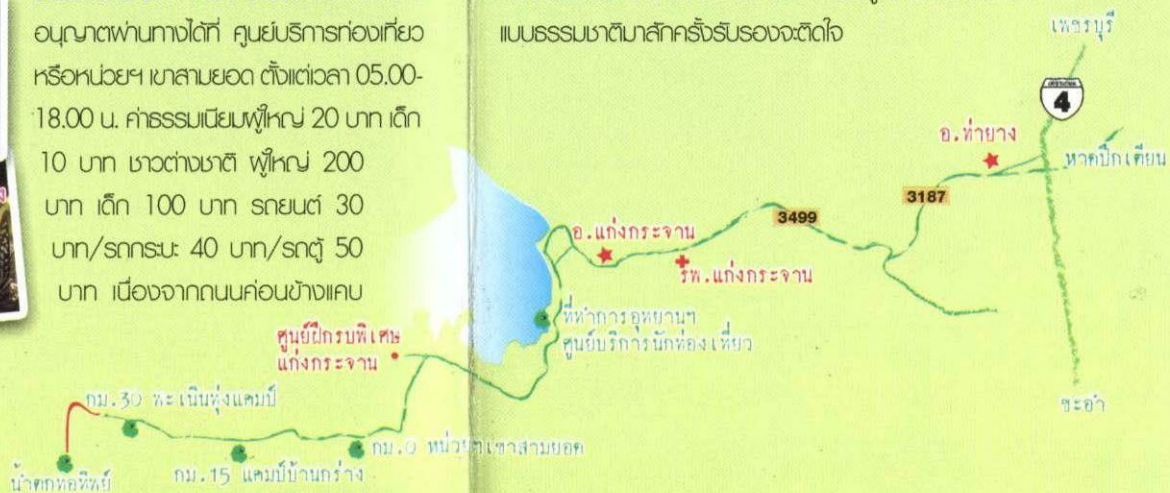 อนุญาตผ่านทางได้ที่ ศูนย์บริการท่องเที่ยว
หรือหน่วยฯ เขาสามยอด ตั้งแต่เวลา 05.00-
18.00 น. ค่าธรรมเนียมผู้ใหญ่ 20 บาท เด็ก
10 บาท ชาวต่างชาติ ผู้ใหญ่ 200
บาท เด็ก 100 บาท รถยนต์ 30
บาท/รถกระบะ 40 บาท/รถตู้ 50
บาท เนื่องจากถนนค่อนข้างแคบ
แบบธรรมชาติมาสักครั้งรับรองจะติดใจ
เพชรบุรี
4
อ.ท่ายาง
หาดปึกเตียน
3187
3499
อ.แก่งกระจาน
รพ.แก่งกระจาน
ที่ทำการอุทยานฯ
ศูนย์บริการนักท่องเที่ยว
ศูนย์ฝึกรบพิเศษ
แก่งกระจาน
ชะอำ
กม.30 พะเนินทุ่งแคมป์
กม.0 หน่วยฯเขาสามยอด
กม.15 แคมป์บ้านกร่าง
น้ำตกทอทิพย์